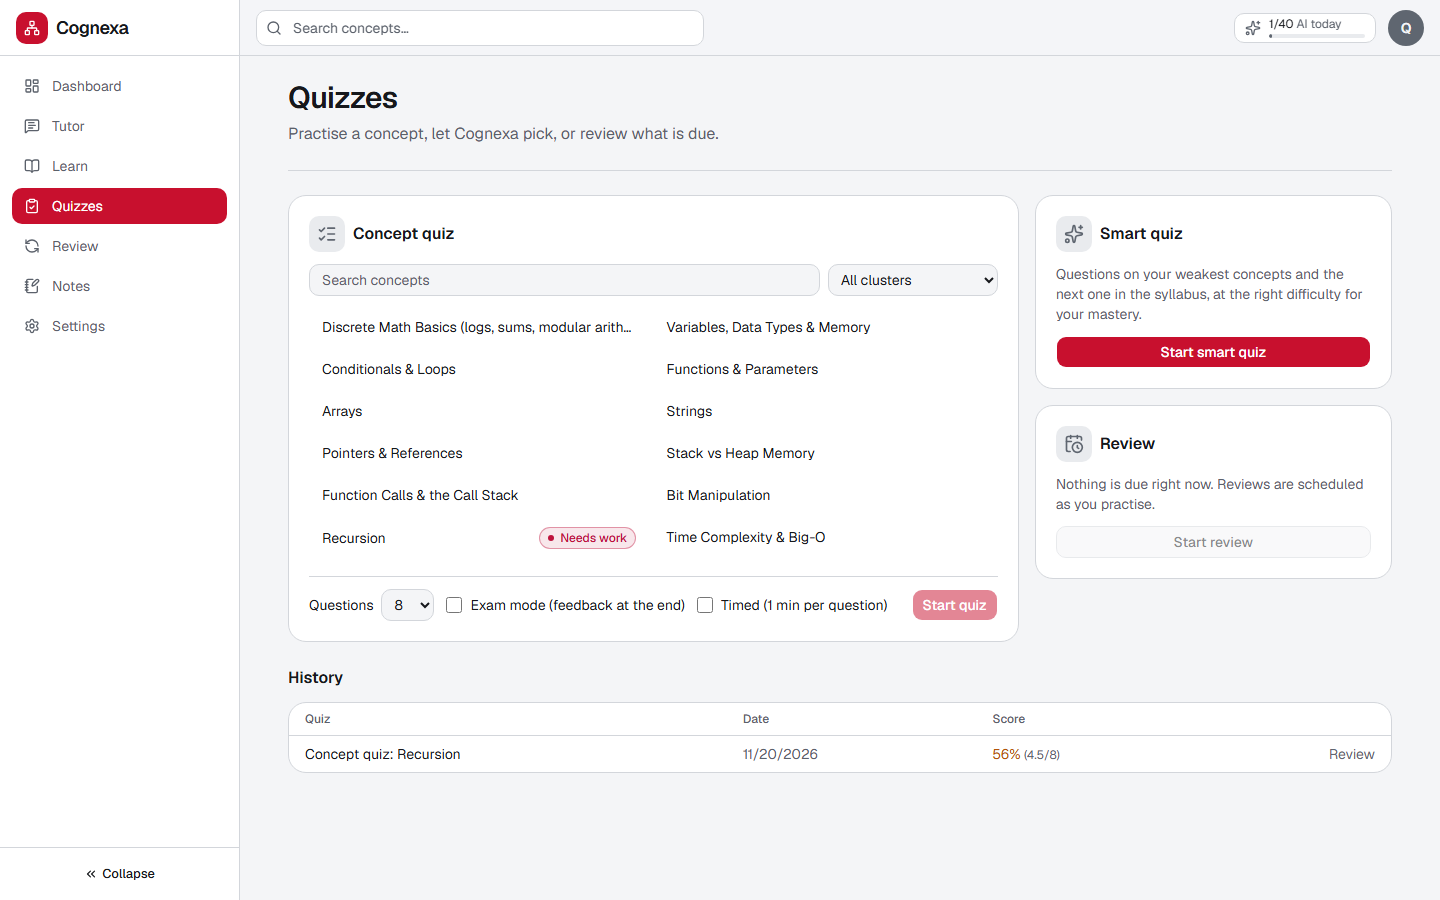 Cognexa
Search concepts...
1/40 AI today
Q
Dashboard
Tutor
Learn
Quizzes
Review
Notes
Settings
Collapse
Quizzes
Practise a concept, let Cognexa pick, or review what is due.
Concept quiz
Search concepts
All clusters
Discrete Math Basics (logs, sums, modular arith...
Variables, Data Types & Memory
Conditionals & Loops
Functions & Parameters
Arrays
Strings
Pointers & References
Stack vs Heap Memory
Function Calls & the Call Stack
Bit Manipulation
Recursion
Needs work
Time Complexity & Big-O
Questions
8
Exam mode (feedback at the end)
Timed (1 min per question)
Start quiz
Smart quiz
Questions on your weakest concepts and the
next one in the syllabus, at the right difficulty for
your mastery.
Start smart quiz
Review
Nothing is due right now. Reviews are scheduled
as you practise.
Start review
History
Quiz
Date
Score
Concept quiz: Recursion
11/20/2026
56% (4.5/8)
Review